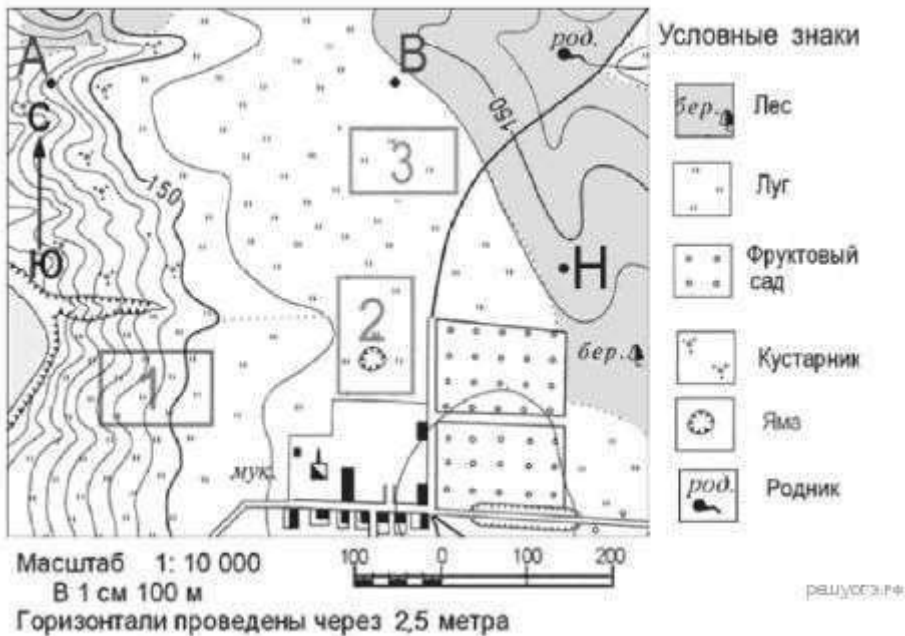 А
В
род.
С
3
150
150
Ю
Н
2
1
бер.
мук.
Условные знаки
бер.
Лес
Луг
Фруктовый
сад
Кустарник
Яма
род.
Родник
Масштаб 1: 10 000
В 1 см 100 м
100 0 100 200
Горизонтали проведены через 2,5 метра
решуогэ.рф